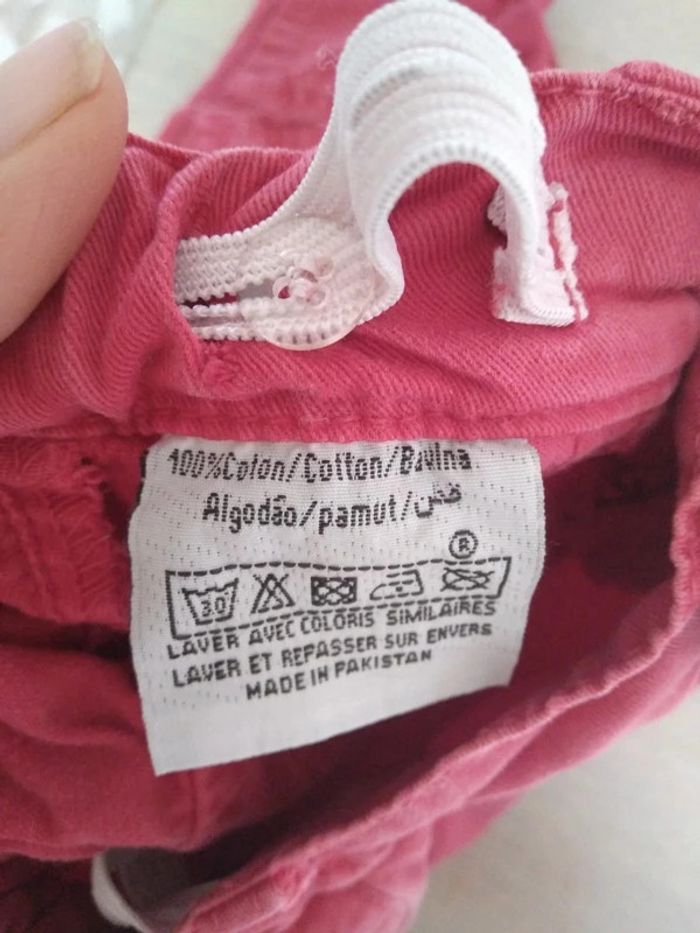 100%Coton/Cotton/Bavlna
Algodão/pamut/قطن
®
30
LAVER AVEC COLORIS SIMILAIRES
LAVER ET REPASSER SUR ENVERS
MADE IN PAKISTAN